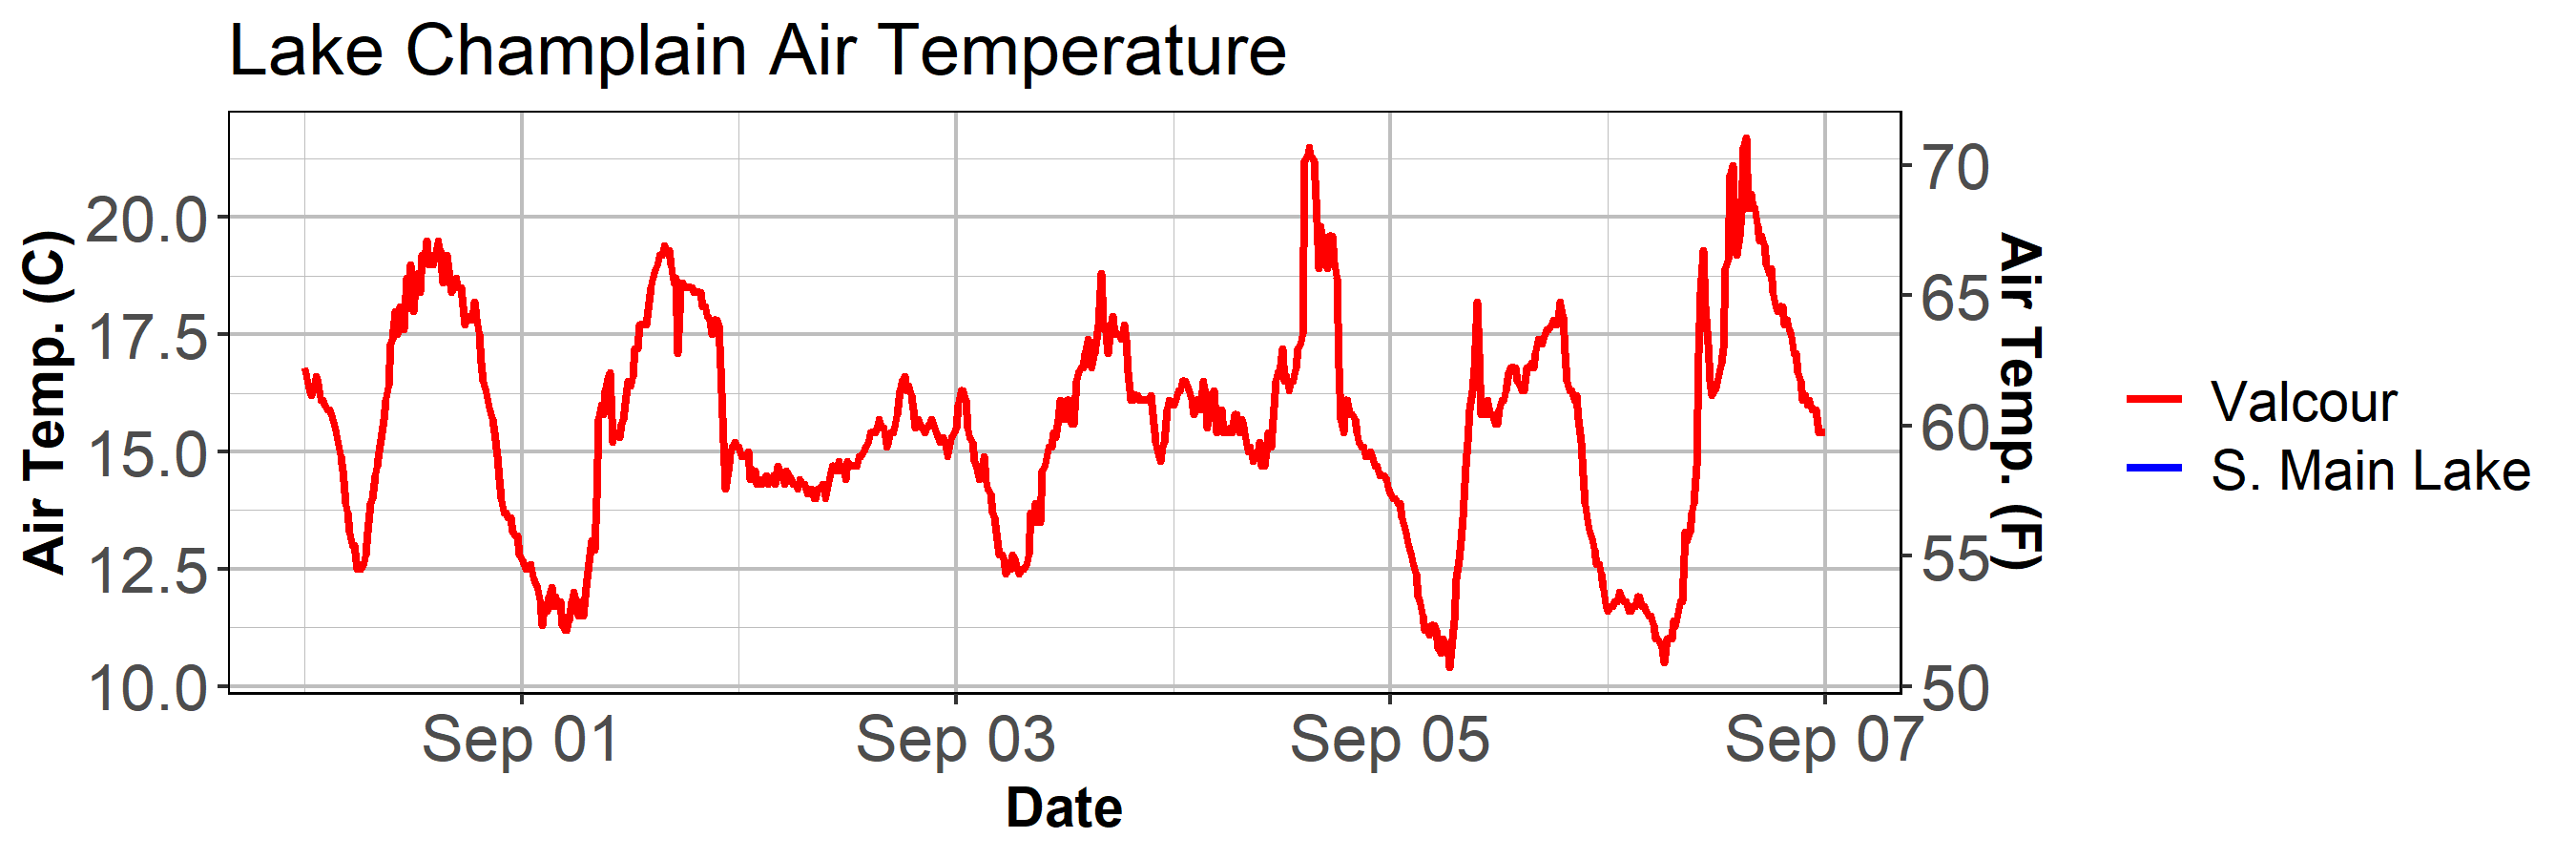 Lake Champlain Air Temperature
Air Temp. (C)
20.0
17.5
15.0
12.5
10.0
70
65
60
55
50
Air Temp. (F)
Sep 01
Sep 03
Sep 05
Sep 07
Date
Valcour
S. Main Lake